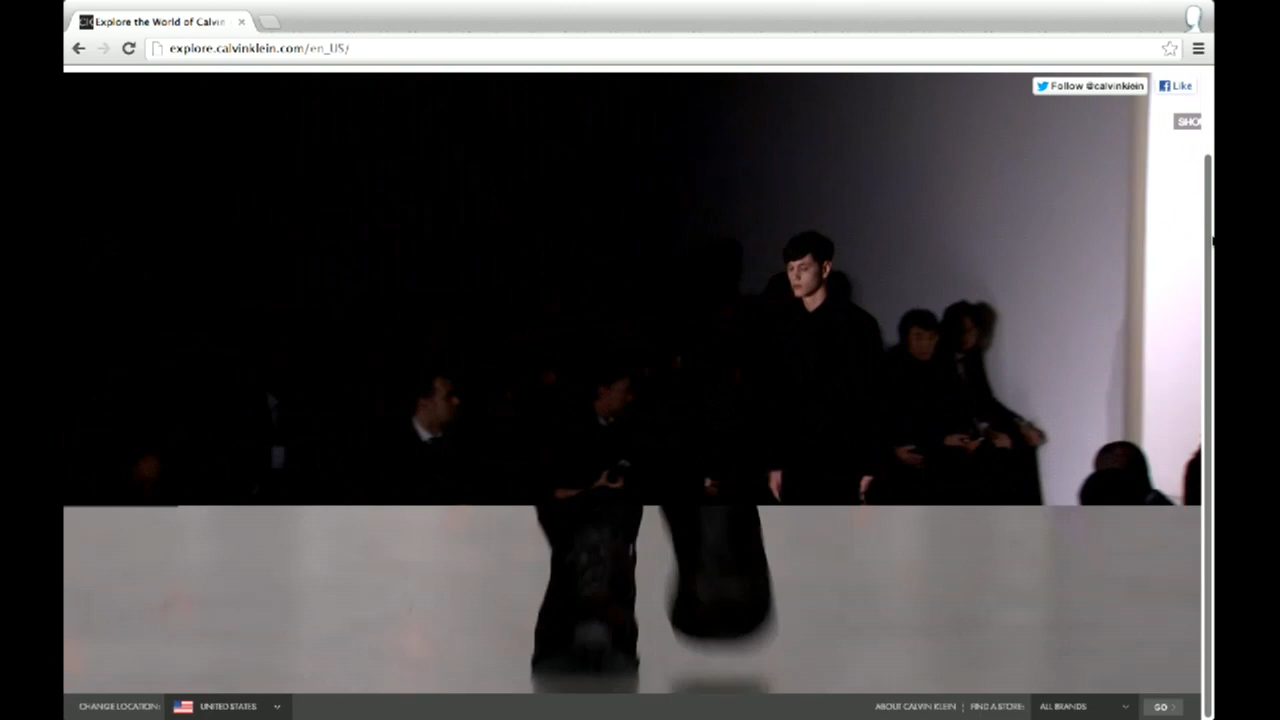 Explore the World of Calvin
explore.calvinklein.com/en_US/
Follow @calvinklein
Like
SHO
CHANGE LOCATION: UNITED STATES
ABOUT CALVIN KLEIN | FIND A STORE: ALL BRANDS GO